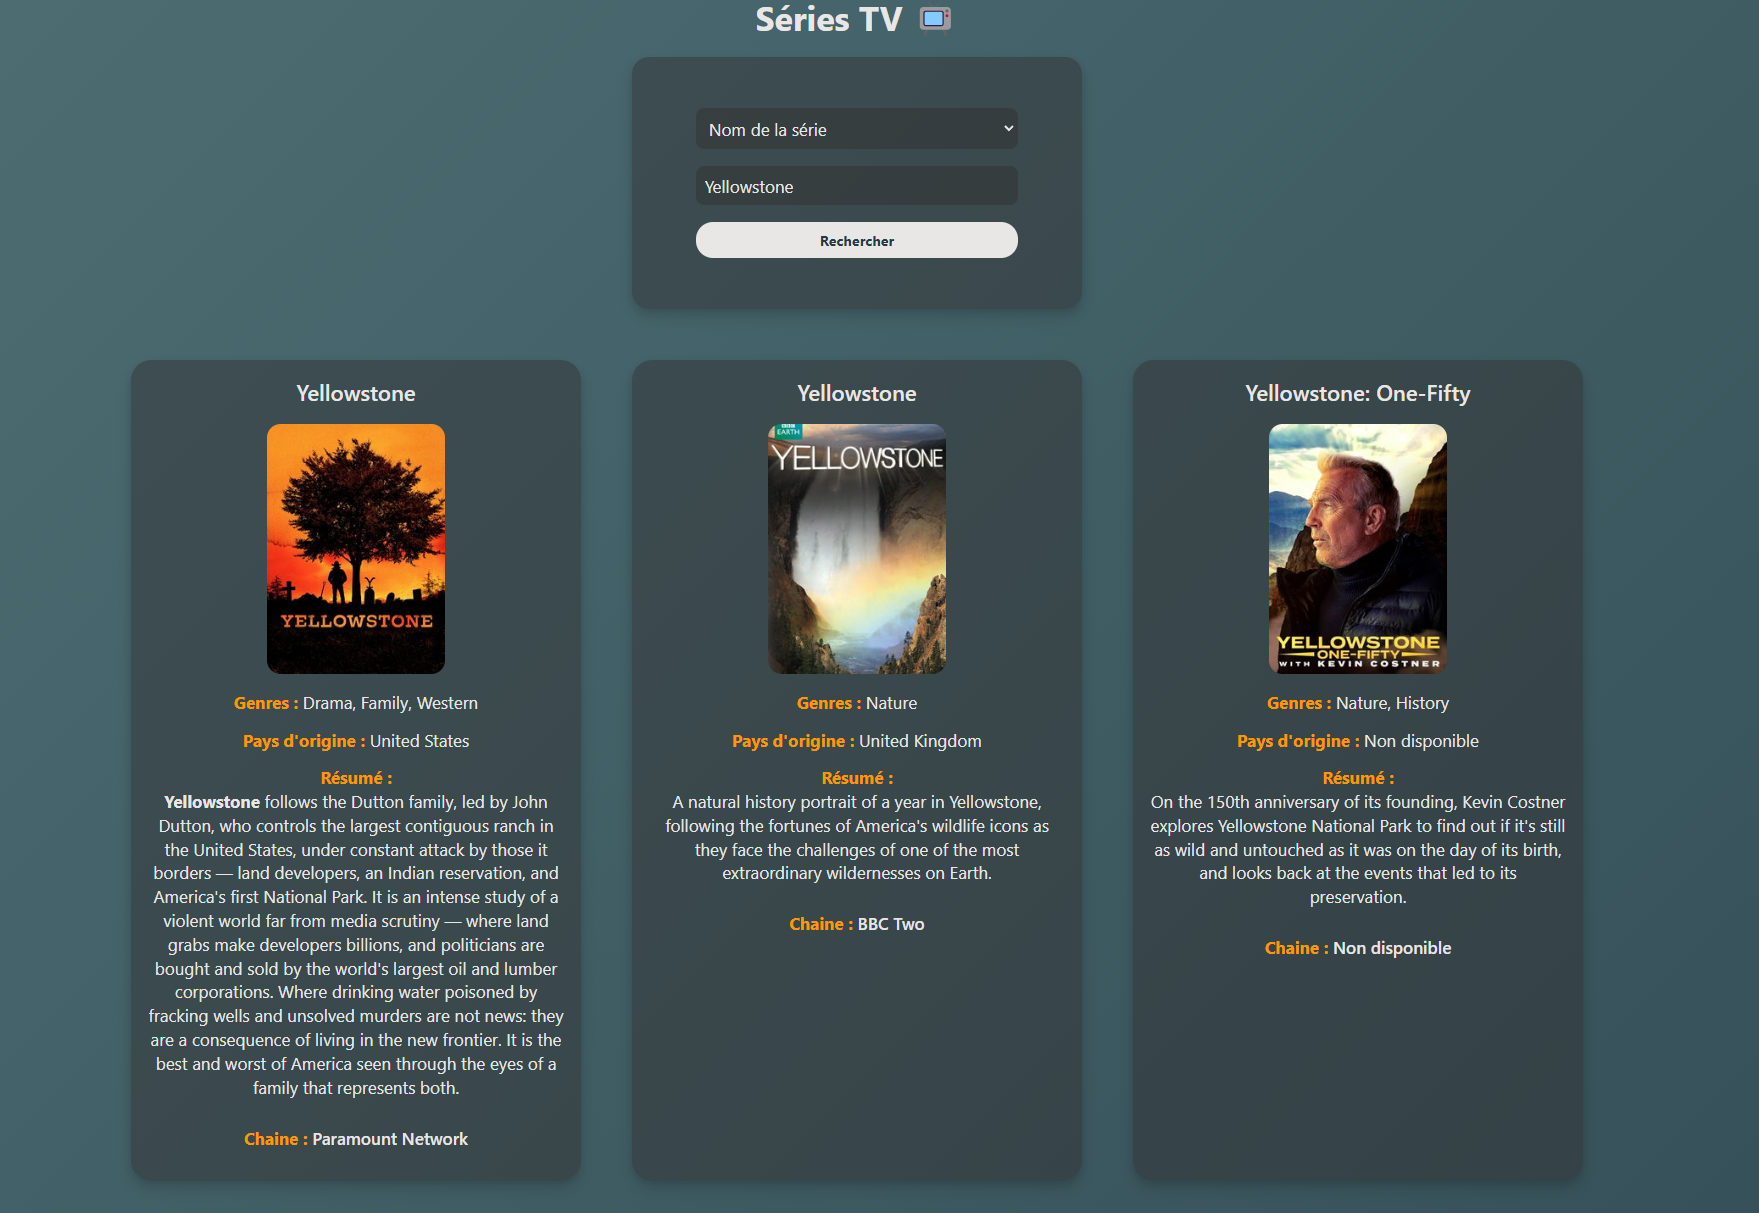 Séries TV
Nom de la série
Yellowstone
Rechercher
Yellowstone
YELLOWSTONE
Genres : Drama, Family, Western
Pays d'origine : United States
Résumé :
Yellowstone follows the Dutton family, led by John
Dutton, who controls the largest contiguous ranch in
the United States, under constant attack by those it
borders — land developers, an Indian reservation, and
America's first National Park. It is an intense study of a
violent world far from media scrutiny — where land
grabs make developers billions, and politicians are
bought and sold by the world's largest oil and lumber
corporations. Where drinking water poisoned by
fracking wells and unsolved murders are not news: they
are a consequence of living in the new frontier. It is the
best and worst of America seen through the eyes of a
family that represents both.
Chaine : Paramount Network
Yellowstone
BBC
EARTH
YELLOWSTONE
Genres : Nature
Pays d'origine : United Kingdom
Résumé :
A natural history portrait of a year in Yellowstone,
following the fortunes of America's wildlife icons as
they face the challenges of one of the most
extraordinary wildernesses on Earth.
Chaine : BBC Two
Yellowstone: One-Fifty
YELLOWSTONE
ONE-FIFTY
WITH KEVIN COSTNER
Genres : Nature, History
Pays d'origine : Non disponible
Résumé :
On the 150th anniversary of its founding, Kevin Costner
explores Yellowstone National Park to find out if it's still
as wild and untouched as it was on the day of its birth,
and looks back at the events that led to its
preservation.
Chaine : Non disponible